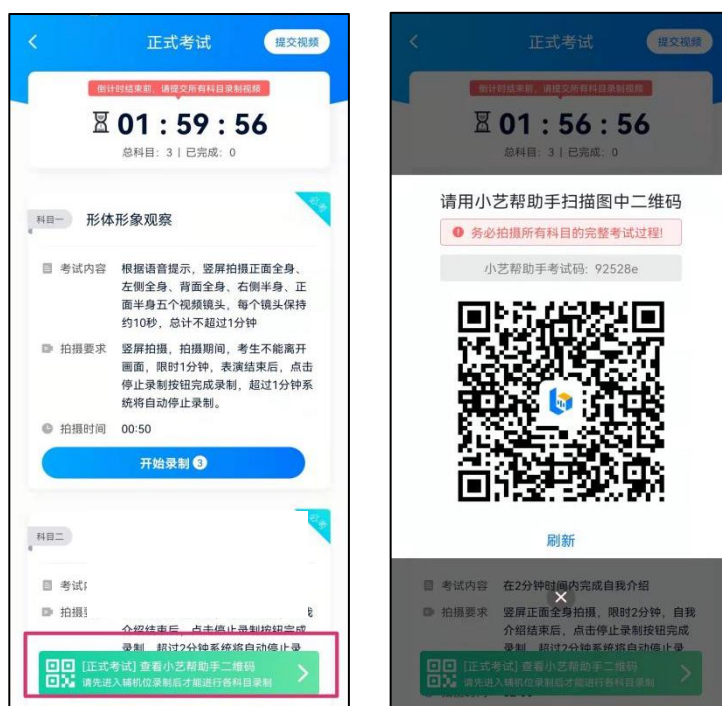 正式考试
提交视频
倒计时结束前，请提交所有科目录制视频
01 : 59 : 56
总科目：3 | 已完成：0
必考
科目一
形体形象观察
考试内容
根据语音提示，竖屏拍摄正面全身、
左侧全身、背面全身、右侧半身、正
面半身五个视频镜头，每个镜头保持
约10秒，总计不超过1分钟
拍摄要求
竖屏拍摄，拍摄期间，考生不能离开
画面，限时1分钟，表演结束后，点击
停止录制按钮完成录制，超过1分钟系
统将自动停止录制。
拍摄时间
00:50
开始录制 3
必考
科目二
考试
拍摄
我
介绍结束后，点击停止录制按钮完成
录制，超过2分钟系统将自动停止录
[正式考试] 查看小艺帮助手二维码
请先进入辅机位录制后才能进行各科目录制
正式考试
提交视频
倒计时结束前，请提交所有科目录制视频
01 : 56 : 56
总科目：3 | 已完成：0
请用小艺帮助手扫描图中二维码
务必拍摄所有科目的完整考试过程!
小艺帮助手考试码：92528e
刷新
考试内容
在2分钟时间内完成自我介绍
拍摄要求
竖屏正面全身拍摄，限时2分钟，自我
介绍结束后，点击停止录制按钮完成
录制，超过2分钟系统将自动停止录
[正式考试] 查看小艺帮助手二维码
请先进入辅机位录制后才能进行各科目录制